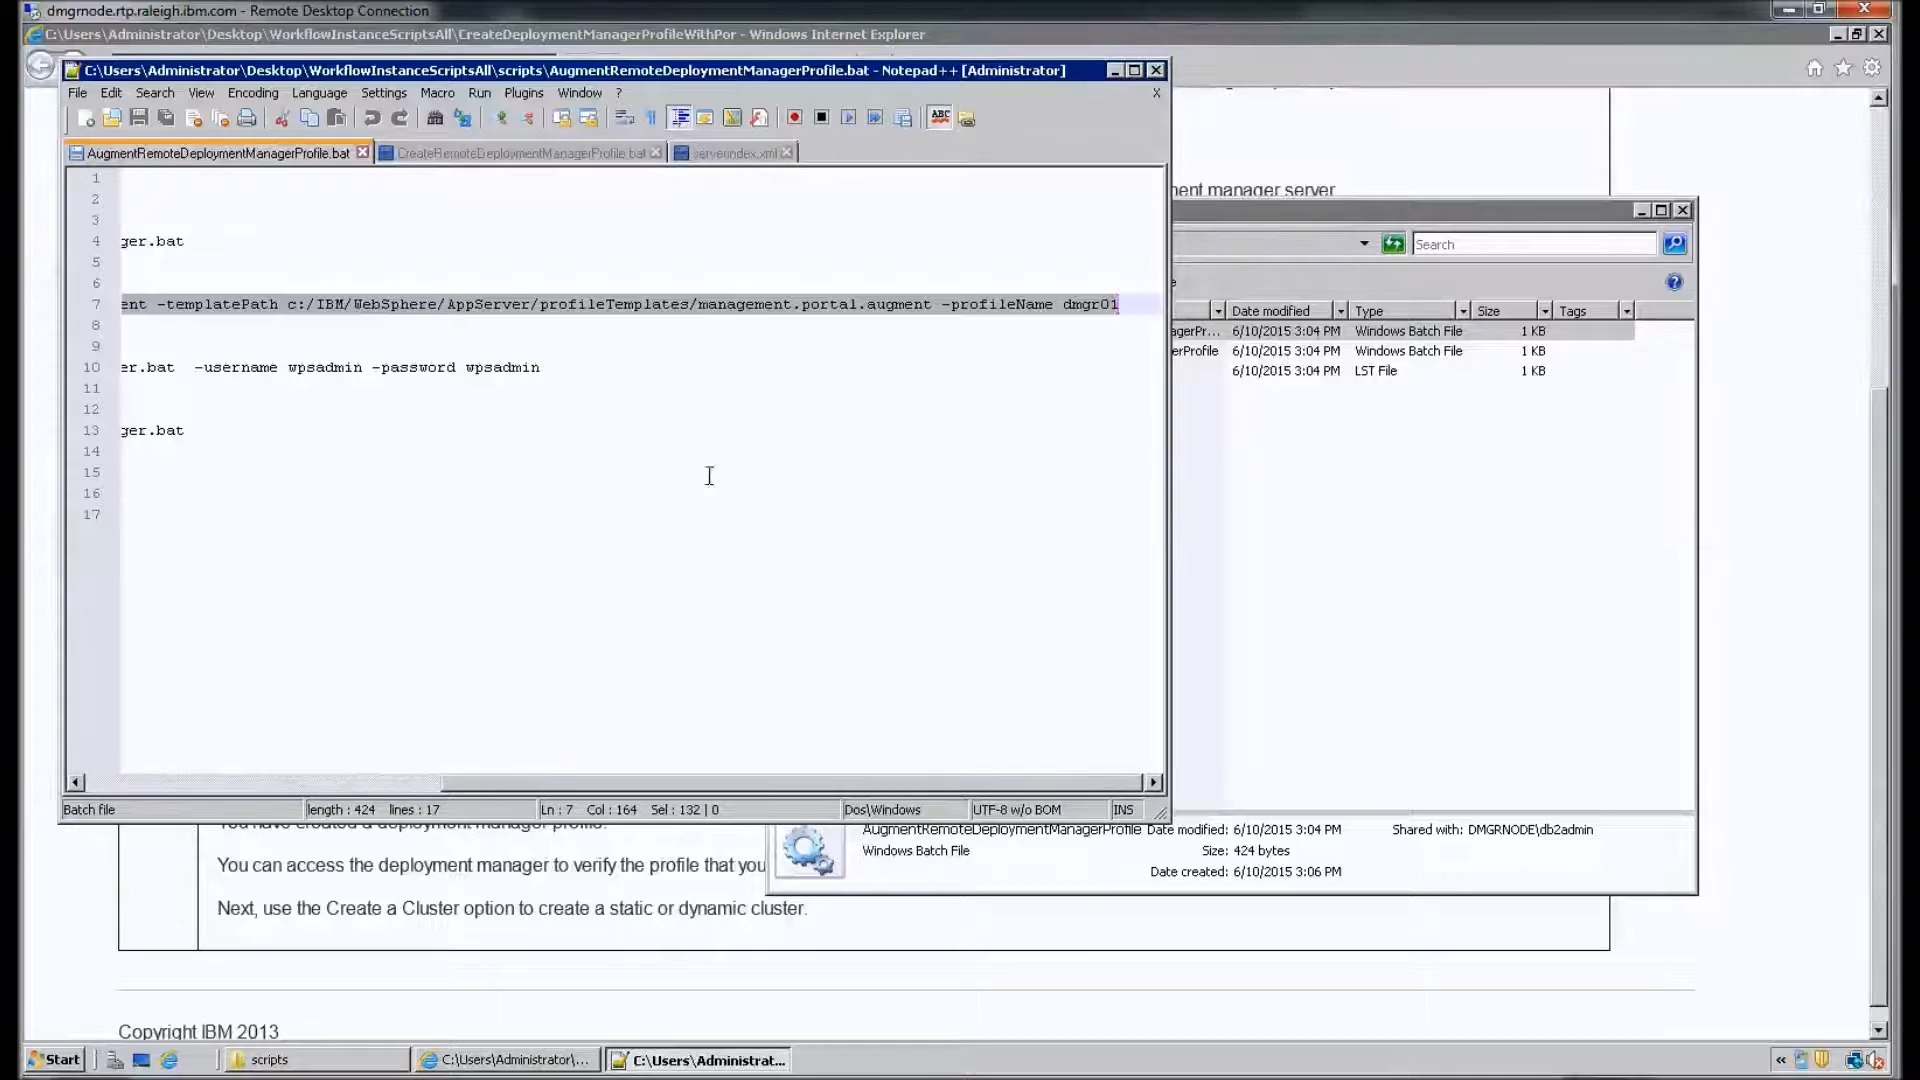 dmgrnode.rtp.raleigh.ibm.com - Remote Desktop Connection
C:\Users\Administrator\Desktop\WorkflowInstanceScriptsAll\CreateDeploymentManagerProfileWithPor - Windows Internet Explorer
C:\Users\Administrator\Desktop\WorkflowInstanceScriptsAll\scripts\AugmentRemoteDeploymentManagerProfile.bat - Notepad++ [Administrator]
File Edit Search View Encoding Language Settings Macro Run Plugins Window ? X
ABC
AugmentRemoteDeploymentManagerProfile.bat CreateRemoteDeploymentManagerProfile.bat serverindex.xml
1
2
3
4 ger.bat
5
6
7 ent -templatePath c:/IBM/WebSphere/AppServer/profileTemplates/management.portal.augment -profileName dmgr01
8
9
10 er.bat -username wpsadmin -password wpsadmin
11
12
13 ger.bat
14
15
16
17
Batch file length : 424 lines : 17 Ln : 7 Col : 164 Sel : 132 | 0 Dos\Windows UTF-8 w/o BOM INS
ent manager server
Search
Date modified Type Size Tags
agerPr... 6/10/2015 3:04 PM Windows Batch File 1 KB
erProfile 6/10/2015 3:04 PM Windows Batch File 1 KB
6/10/2015 3:04 PM LST File 1 KB
AugmentRemoteDeploymentManagerProfile Date modified: 6/10/2015 3:04 PM Shared with: DMGRNODE\db2admin
Windows Batch File Size: 424 bytes
Date created: 6/10/2015 3:06 PM
You have created a deployment manager profile.
You can access the deployment manager to verify the profile that you
Next, use the Create a Cluster option to create a static or dynamic cluster.
Copyright IBM 2013
Start scripts C:\Users\Administrator\... C:\Users\Administrat... «